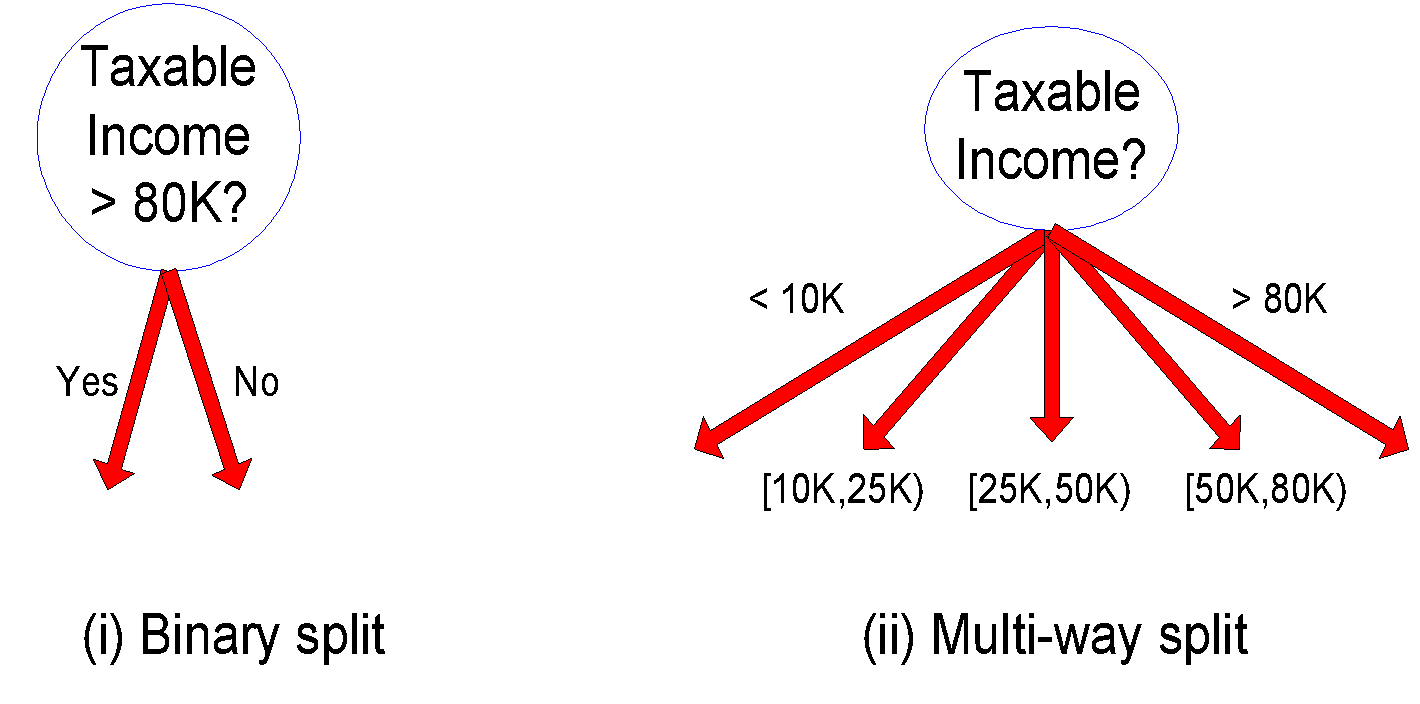 Taxable
Income
> 80K?
Yes
No
(i) Binary split
Taxable
Income?
< 10K
> 80K
[10K,25K)
[25K,50K)
[50K,80K)
(ii) Multi-way split